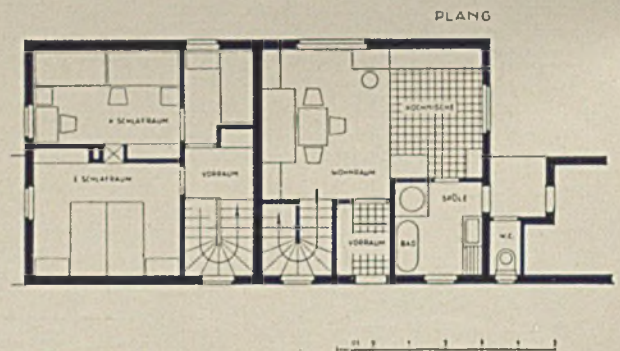 PLANG
KOCHNISCHE
K SCHLAFRAUM
E SCHLAFRAUM
VORRAUM
WOHNRAUM
SPÜLE
VORRAUM
BAD
W.C.